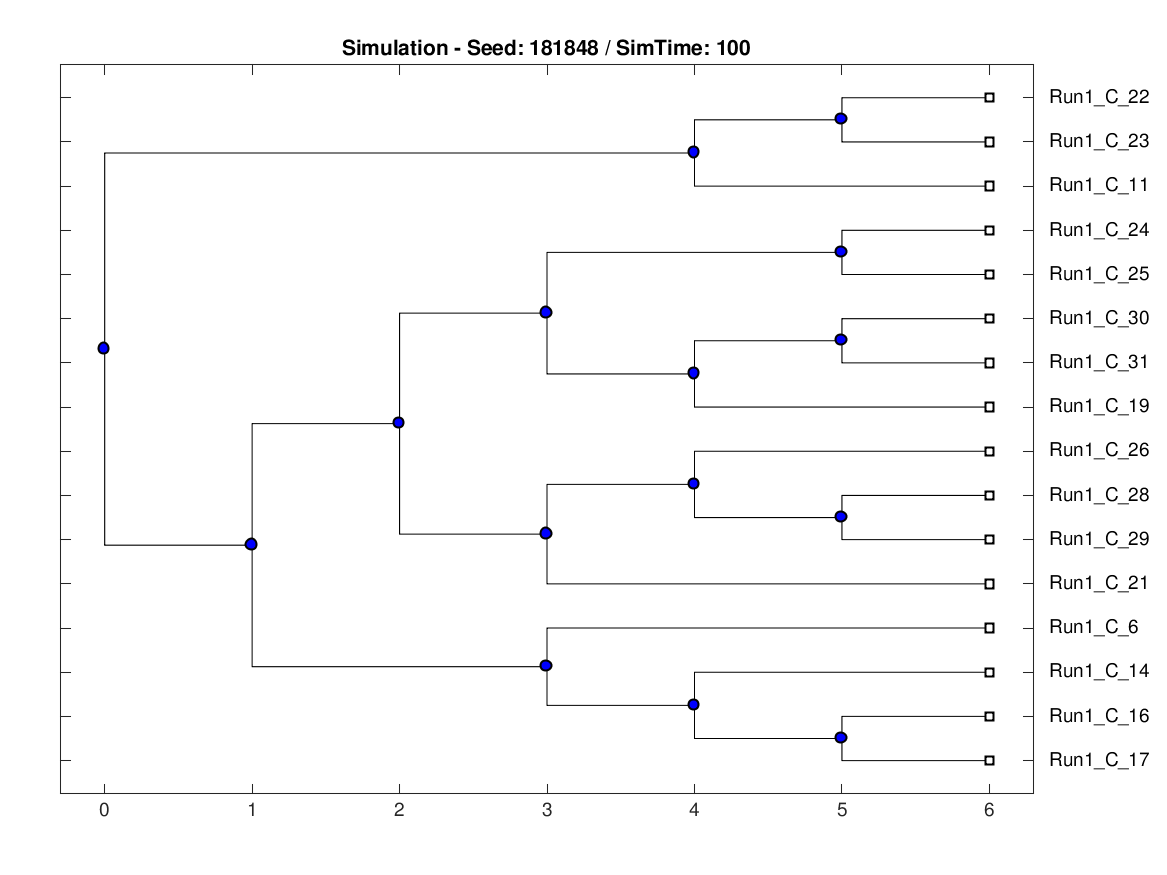 Simulation - Seed: 181848 / SimTime: 100
Run1_C_22
Run1_C_23
Run1_C_11
Run1_C_24
Run1_C_25
Run1_C_30
Run1_C_31
Run1_C_19
Run1_C_26
Run1_C_28
Run1_C_29
Run1_C_21
Run1_C_6
Run1_C_14
Run1_C_16
Run1_C_17
0 1 2 3 4 5 6